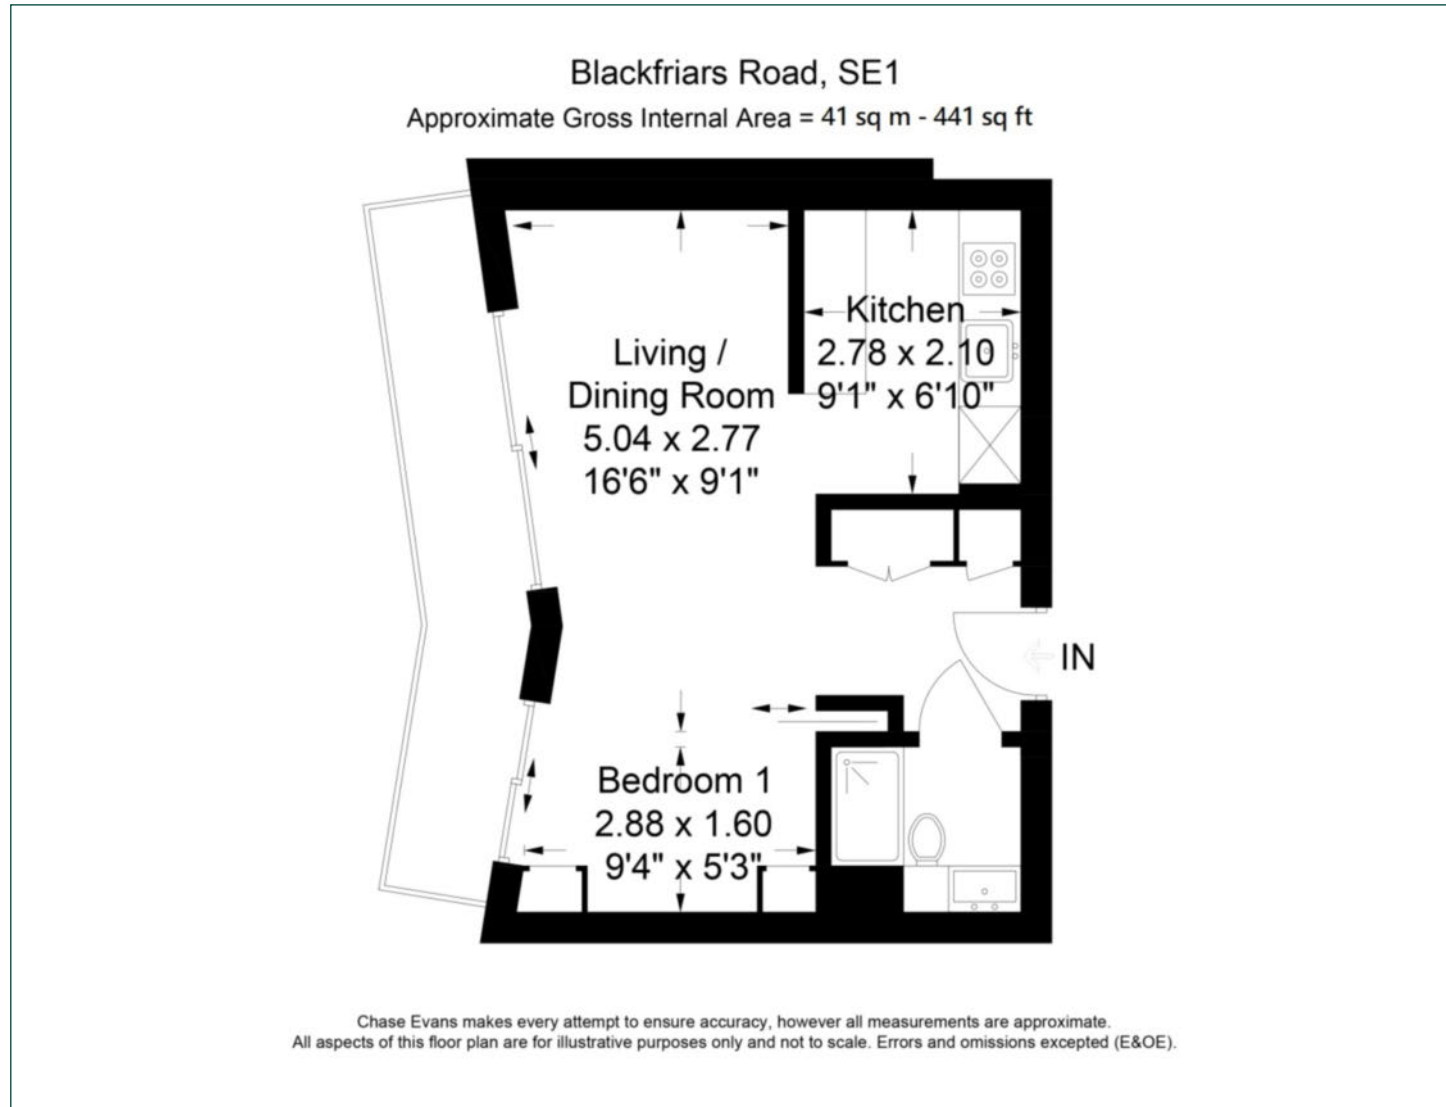 Blackfriars Road, SE1
Approximate Gross Internal Area = 41 sq m - 441 sq ft
Kitchen
2.78 x 2.10
9'1" x 6'10"
Living /
Dining Room
5.04 x 2.77
16'6" x 9'1"
IN
Bedroom 1
2.88 x 1.60
9'4" x 5'3"
Chase Evans makes every attempt to ensure accuracy, however all measurements are approximate.
All aspects of this floor plan are for illustrative purposes only and not to scale. Errors and omissions excepted (E&OE).